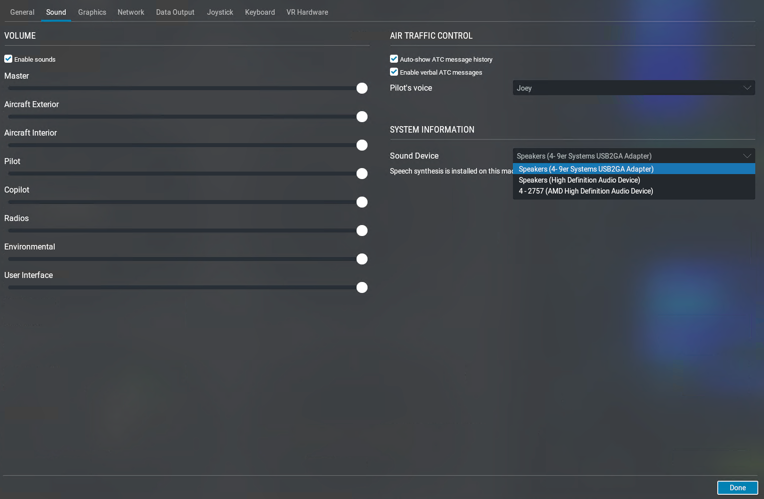 General Sound Graphics Network Data Output Joystick Keyboard VR Hardware
VOLUME
Enable sounds
Master
Aircraft Exterior
Aircraft Interior
Pilot
Copilot
Radios
Environmental
User Interface
AIR TRAFFIC CONTROL
Auto-show ATC message history
Enable verbal ATC messages
Pilot's voice Joey
SYSTEM INFORMATION
Sound Device Speakers (4- 9er Systems USB2GA Adapter)
Speech synthesis is installed on this
Speakers (4- 9er Systems USB2GA Adapter)
Speakers (High Definition Audio Device)
4 - 2757 (AMD High Definition Audio Device)
Done